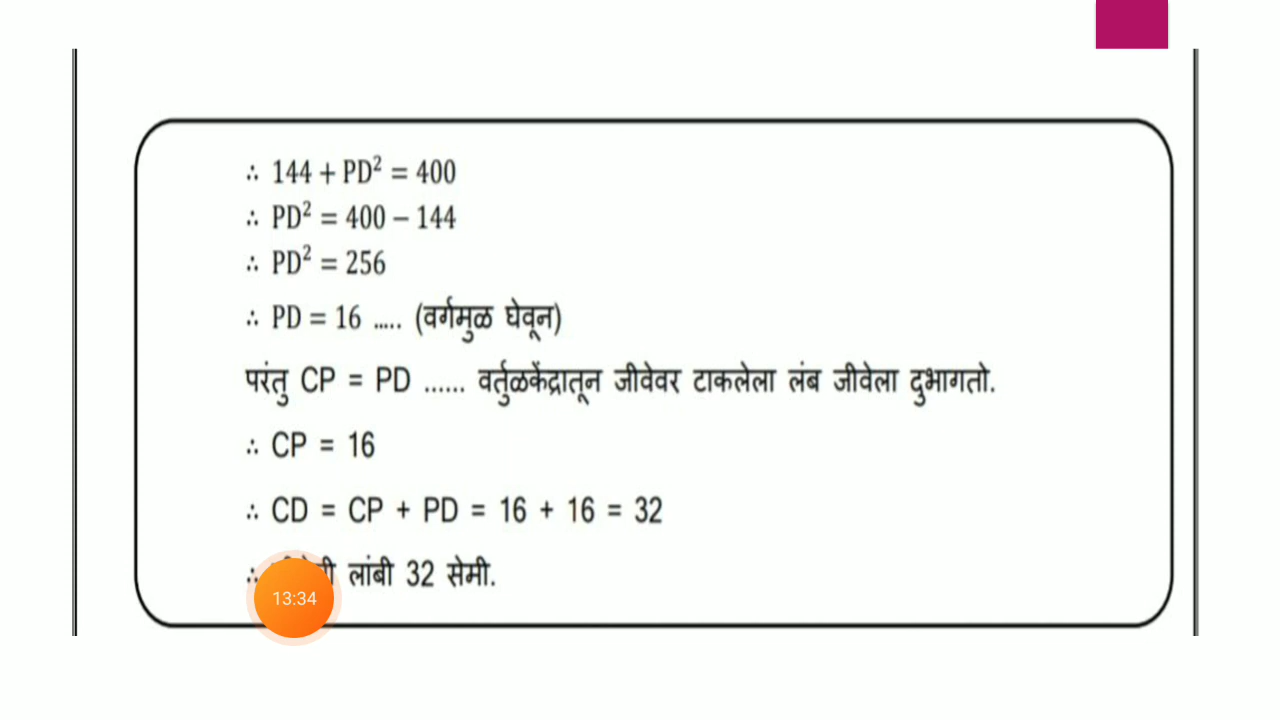 ∴ 144 + PD² = 400
∴ PD² = 400 − 144
∴ PD² = 256
∴ PD = 16 ..... (वर्गमुळ घेवून)
परंतु CP = PD ...... वर्तुळकेंद्रातून जीवेवर टाकलेला लंब जीवेला दुभागतो.
∴ CP = 16
∴ CD = CP + PD = 16 + 16 = 32
∴ लांबी 32 सेमी.
13:34